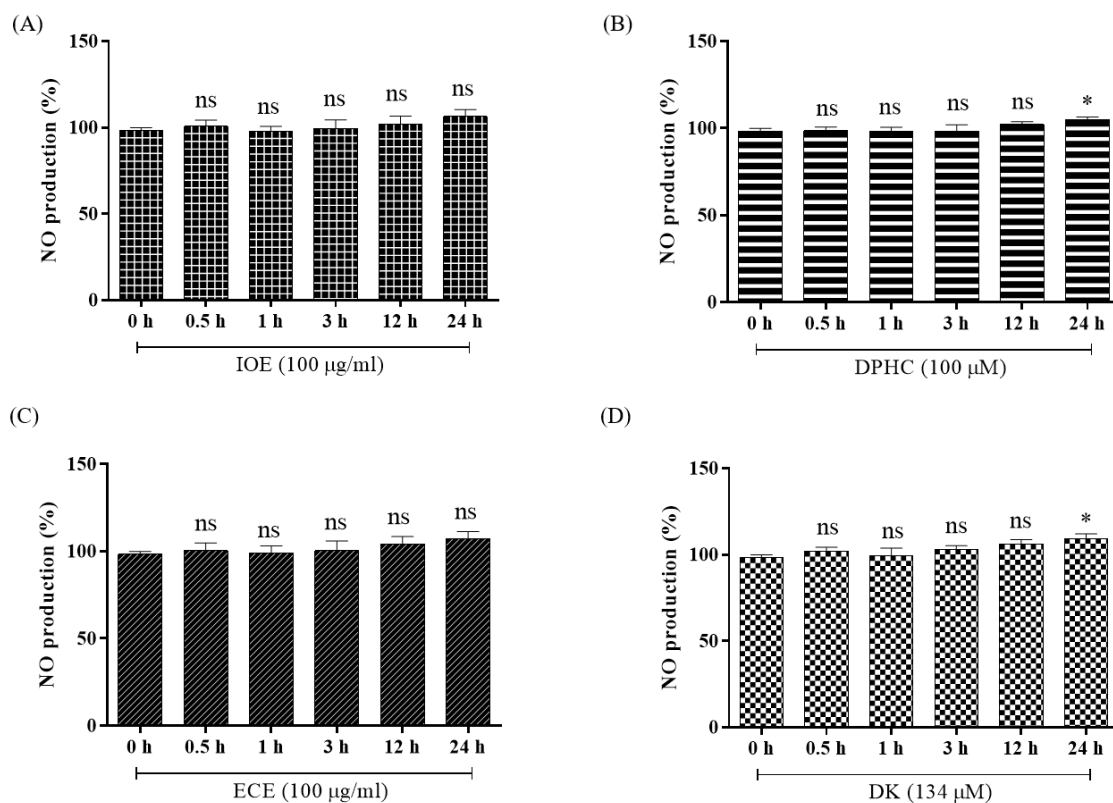 (A)
NO production (%)
150
100
50
0
ns
ns
ns
ns
ns
0 h 0.5 h 1 h 3 h 12 h 24 h
IOE (100 μg/ml)
(B)
NO production (%)
150
100
50
0
ns
ns
ns
ns
*
0 h 0.5 h 1 h 3 h 12 h 24 h
DPHC (100 μM)
(C)
NO production (%)
150
100
50
0
ns
ns
ns
ns
ns
0 h 0.5 h 1 h 3 h 12 h 24 h
ECE (100 μg/ml)
(D)
NO production (%)
150
100
50
0
ns
ns
ns
ns
*
0 h 0.5 h 1 h 3 h 12 h 24 h
DK (134 μM)